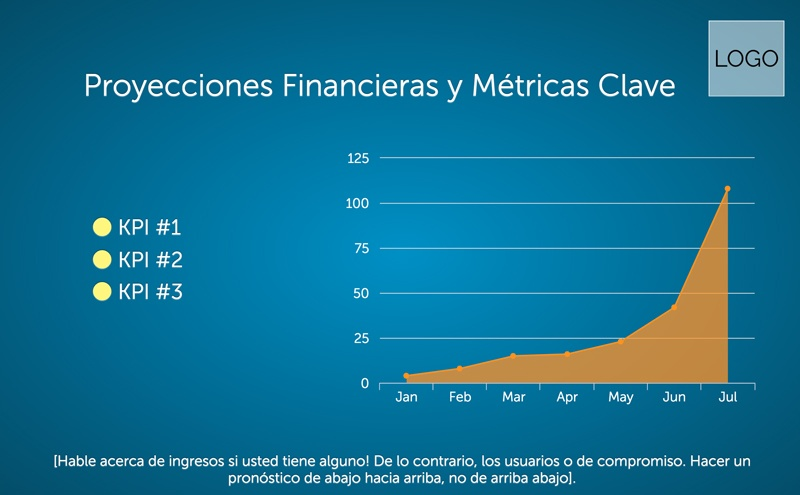 LOGO
Proyecciones Financieras y Métricas Clave
KPI #1
KPI #2
KPI #3
125
100
75
50
25
0
Jan Feb Mar Apr May Jun Jul
[Hable acerca de ingresos si usted tiene alguno! De lo contrario, los usuarios o de compromiso. Hacer un
pronóstico de abajo hacia arriba, no de arriba abajo].